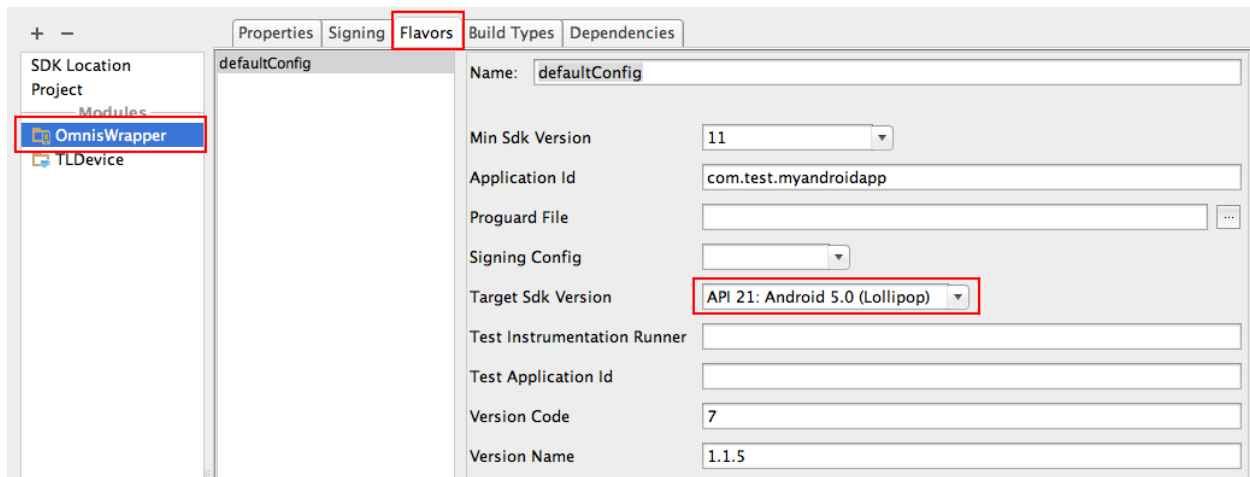 + −
Properties Signing Flavors Build Types Dependencies
SDK Location
Project
Modules
OmnisWrapper
TLDevice
defaultConfig
Name: defaultConfig
Min Sdk Version 11
Application Id com.test.myandroidapp
Proguard File ...
Signing Config
Target Sdk Version API 21: Android 5.0 (Lollipop)
Test Instrumentation Runner
Test Application Id
Version Code 7
Version Name 1.1.5